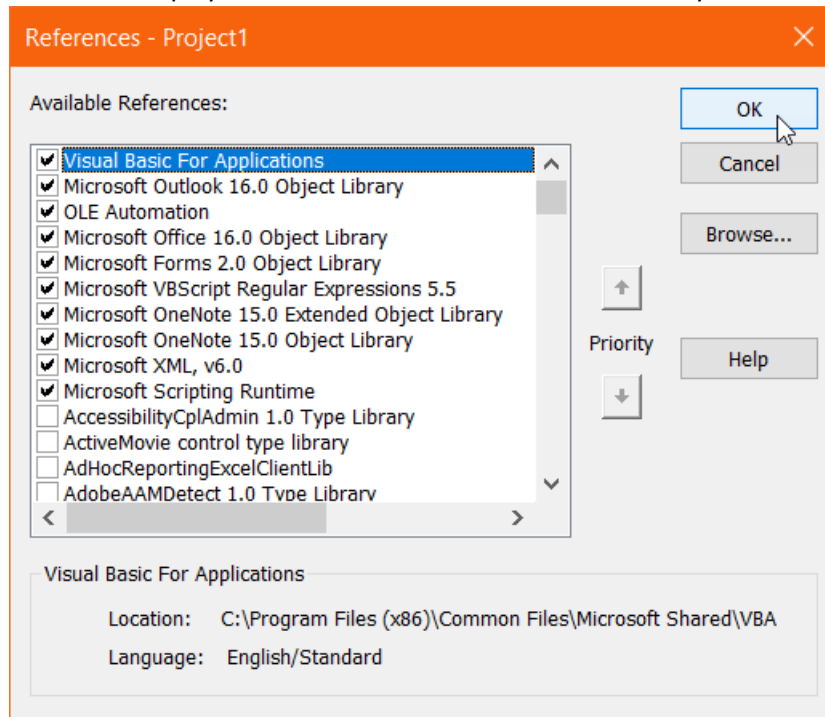 References - Project1
Available References:
OK
Visual Basic For Applications
Microsoft Outlook 16.0 Object Library
Cancel
OLE Automation
Microsoft Office 16.0 Object Library
Browse...
Microsoft Forms 2.0 Object Library
Microsoft VBScript Regular Expressions 5.5
Microsoft OneNote 15.0 Extended Object Library
Microsoft OneNote 15.0 Object Library
Priority
Microsoft XML, v6.0
Help
Microsoft Scripting Runtime
AccessibilityCplAdmin 1.0 Type Library
ActiveMovie control type library
AdHocReportingExcelClientLib
AdobeAAMDetect 1.0 Type Library
Visual Basic For Applications
Location: C:\Program Files (x86)\Common Files\Microsoft Shared\VBA
Language: English/Standard